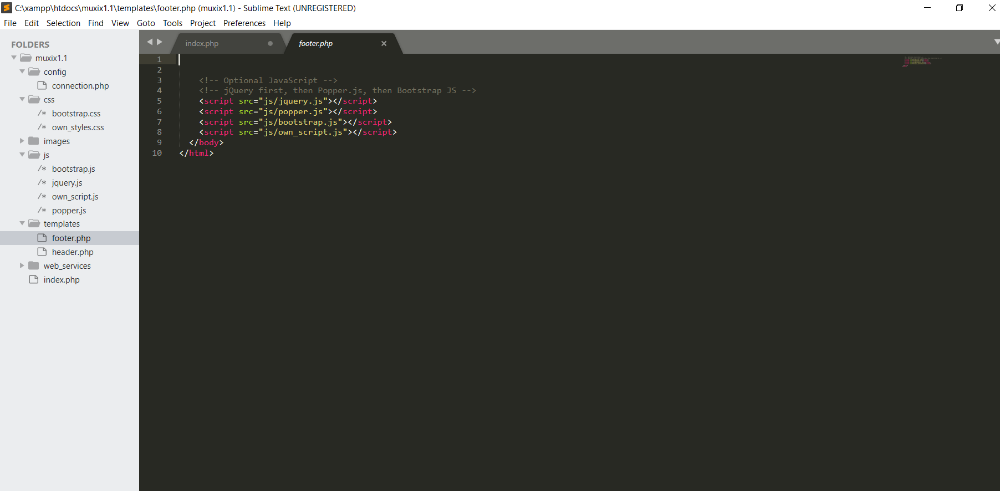 C:\xampp\htdocs\muxix1.1\templates\footer.php (muxix1.1) - Sublime Text (UNREGISTERED)
File Edit Selection Find View Goto Tools Project Preferences Help
FOLDERS
muxix1.1
config
connection.php
css
/* bootstrap.css
/* own_styles.css
images
js
/* bootstrap.js
/* jquery.js
/* own_script.js
/* popper.js
templates
footer.php
header.php
web_services
index.php
index.php footer.php
1
2
3 <!-- Optional JavaScript -->
4 <!-- jQuery first, then Popper.js, then Bootstrap JS -->
5 <script src="js/jquery.js"></script>
6 <script src="js/popper.js"></script>
7 <script src="js/bootstrap.js"></script>
8 <script src="js/own_script.js"></script>
9 </body>
10 </html>